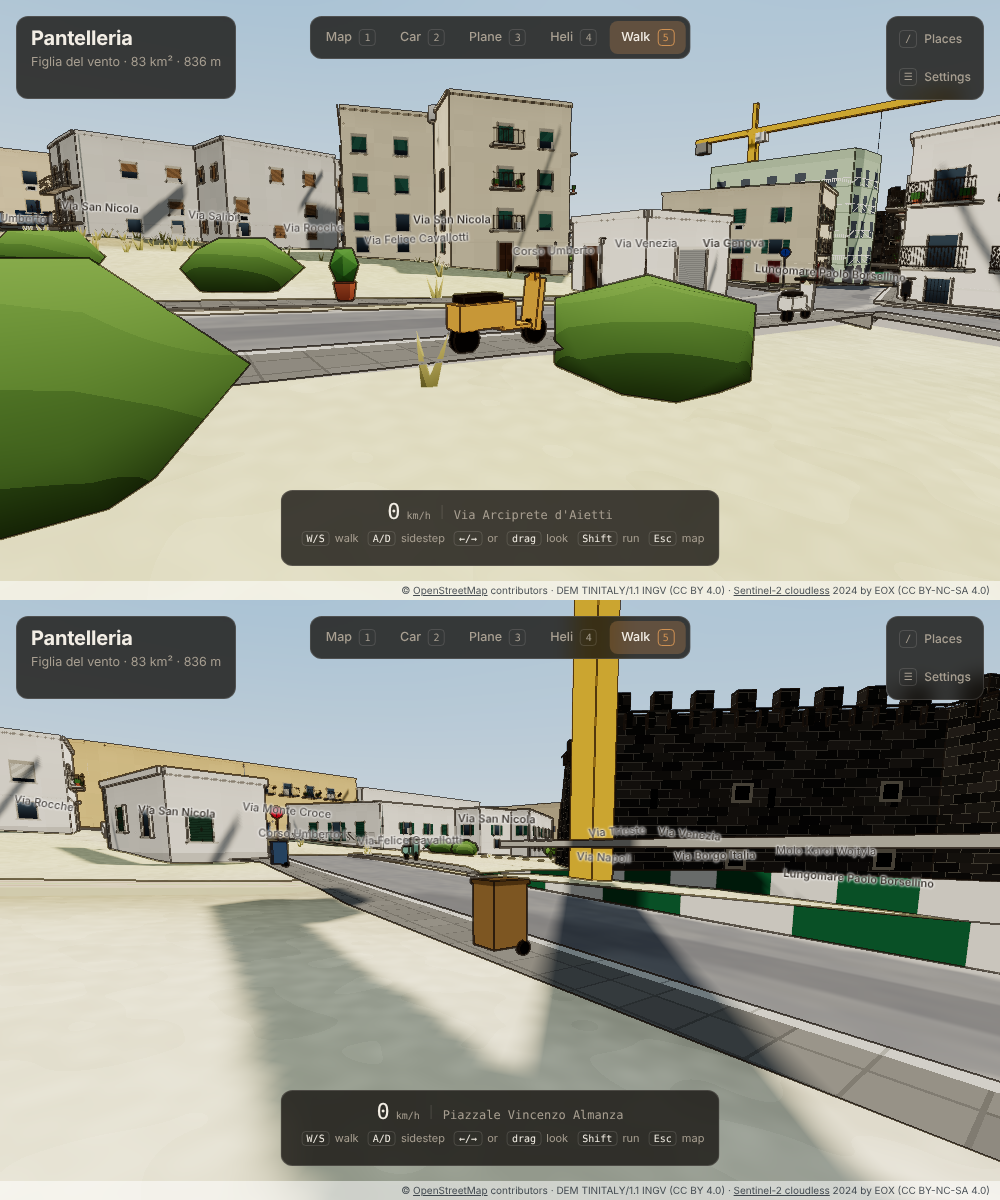 Pantelleria
Figlia del vento · 83 km² · 836 m
Map 1 Car 2 Plane 3 Heli 4 Walk 5
/ Places
☰ Settings
Umberto
Via San Nicola
Via Salibi
Via Rocche
Via San Nicola
Via Felice Cavallotti
Corso Umberto
Via Venezia
Via Genova
Lungomare Paolo Borsellino
0 km/h | Via Arciprete d'Aietti
W/S walk A/D sidestep ←/→ or drag look Shift run Esc map
© OpenStreetMap contributors · DEM TINITALY/1.1 INGV (CC BY 4.0) · Sentinel-2 cloudless 2024 by EOX (CC BY-NC-SA 4.0)
Pantelleria
Figlia del vento · 83 km² · 836 m
Map 1 Car 2 Plane 3 Heli 4 Walk 5
/ Places
☰ Settings
Via Rocche
Via San Nicola
Via Monte Croce
Corso Umberto
Via Felice Cavallotti
Via San Nicola
Via Trieste
Via Venezia
Via Napoli
Via Borgo Italia
Molo Karol Wojtyla
Lungomare Paolo Borsellino
0 km/h | Piazzale Vincenzo Almanza
W/S walk A/D sidestep ←/→ or drag look Shift run Esc map
© OpenStreetMap contributors · DEM TINITALY/1.1 INGV (CC BY 4.0) · Sentinel-2 cloudless 2024 by EOX (CC BY-NC-SA 4.0)